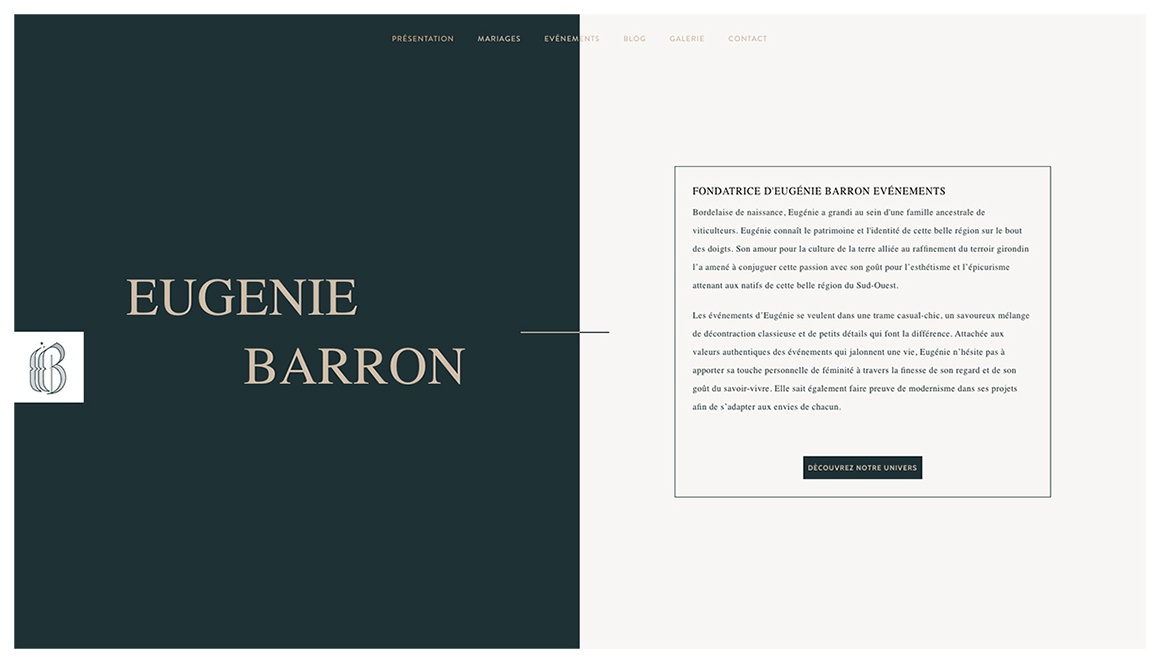 PRÉSENTATION MARIAGES EVÉNEMENTS BLOG GALERIE CONTACT
EUGENIE
BARRON
FONDATRICE D'EUGÉNIE BARRON EVÉNEMENTS
Bordelaise de naissance, Eugénie a grandi au sein d'une famille ancestrale de
viticulteurs. Eugénie connaît le patrimoine et l'identité de cette belle région sur le bout
des doigts. Son amour pour la culture de la terre alliée au raffinement du terroir girondin
l’a amené à conjuguer cette passion avec son goût pour l’esthétisme et l’épicurisme
attenant aux natifs de cette belle région du Sud-Ouest.
Les événements d’Eugénie se veulent dans une trame casual-chic, un savoureux mélange
de décontraction classieuse et de petits détails qui font la différence. Attachée aux
valeurs authentiques des événements qui jalonnent une vie, Eugénie n’hésite pas à
apporter sa touche personnelle de féminité à travers la finesse de son regard et de son
goût du savoir-vivre. Elle sait également faire preuve de modernisme dans ses projets
afin de s’adapter aux envies de chacun.
DÉCOUVREZ NOTRE UNIVERS